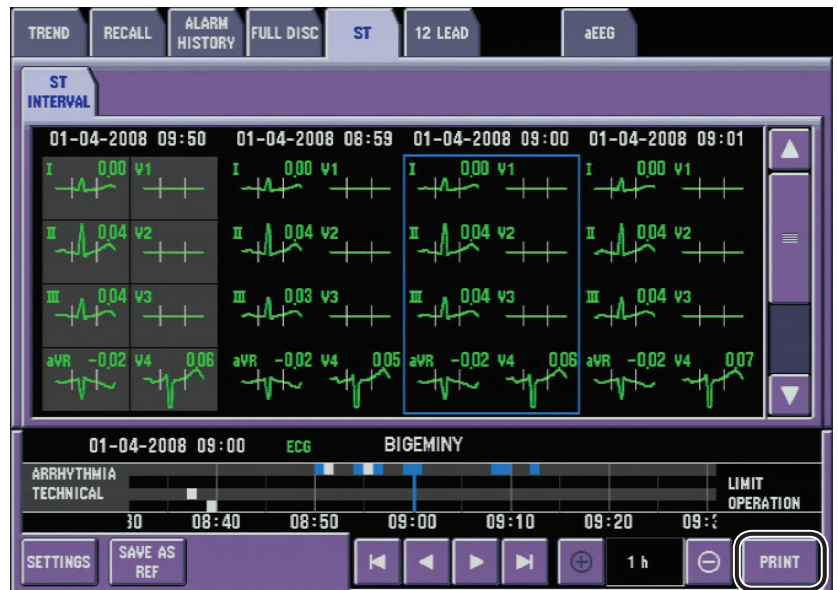 TREND RECALL ALARM HISTORY FULL DISC ST 12 LEAD aEEG
ST INTERVAL
01-04-2008 09:50 01-04-2008 08:59 01-04-2008 09:00 01-04-2008 09:01
I 0.00 V1 I 0.00 V1 I 0.00 V1 I 0.00 V1
II 0.04 V2 II 0.04 V2 II 0.04 V2 II 0.04 V2
III 0.04 V3 III 0.03 V3 III 0.04 V3 III 0.04 V3
aVR -0.02 V4 0.06 aVR -0.02 V4 0.05 aVR -0.02 V4 0.06 aVR -0.02 V4 0.07
01-04-2008 09:00 ECG BIGEMINY
ARRHYTHMIA
TECHNICAL
LIMIT
OPERATION
30 08:40 08:50 09:00 09:10 09:20 09:
SETTINGS SAVE AS REF 1 h PRINT